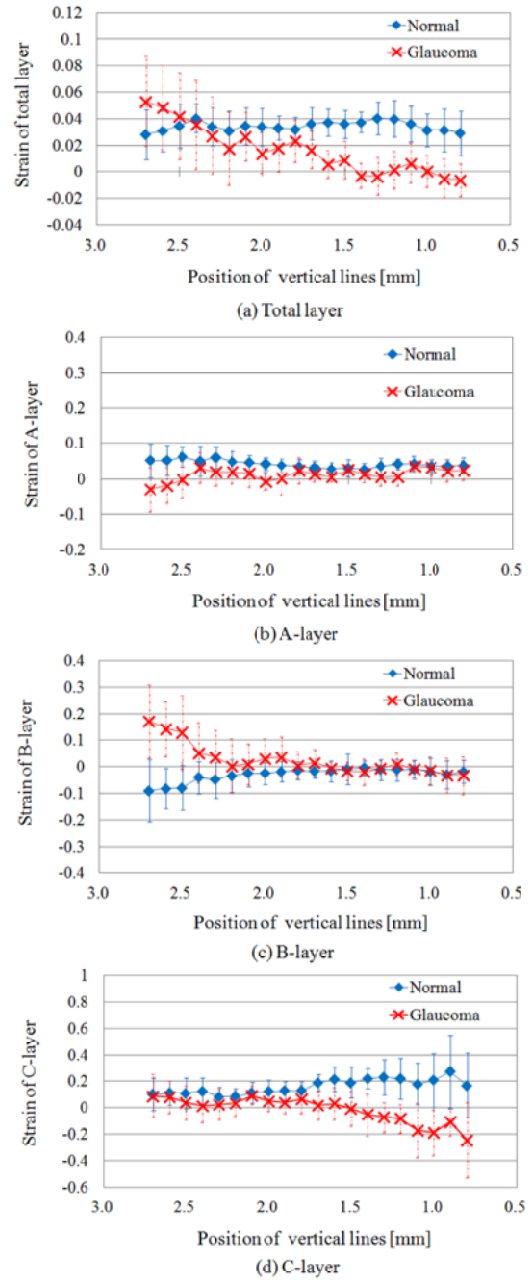 0.12
0.1
0.08
0.06
0.04
0.02
0
-0.02
-0.04
Strain of total layer
Normal
Glaucoma
3.0 2.5 2.0 1.5 1.0 0.5
Position of vertical lines [mm]
(a) Total layer
0.4
0.3
0.2
0.1
0
-0.1
-0.2
Strain of A-layer
Normal
Glaucoma
3.0 2.5 2.0 1.5 1.0 0.5
Position of vertical lines [mm]
(b) A-layer
0.4
0.3
0.2
0.1
0
-0.1
-0.2
-0.3
-0.4
Strain of B-layer
Normal
Glaucoma
3.0 2.5 2.0 1.5 1.0 0.5
Position of vertical lines [mm]
(c) B-layer
1
0.8
0.6
0.4
0.2
0
-0.2
-0.4
-0.6
Strain of C-layer
Normal
Glaucoma
3.0 2.5 2.0 1.5 1.0 0.5
Position of vertical lines [mm]
(d) C-layer